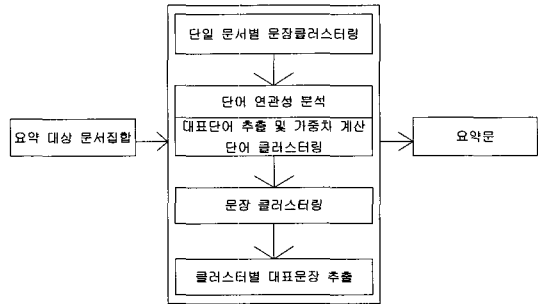 단일 문서별 문장클러스터링
단어 연관성 분석
대표단어 추출 및 가중차 계산
단어 클러스터링
요약 대상 문서집합
요약문
문장 클러스터링
클러스터별 대표문장 추출